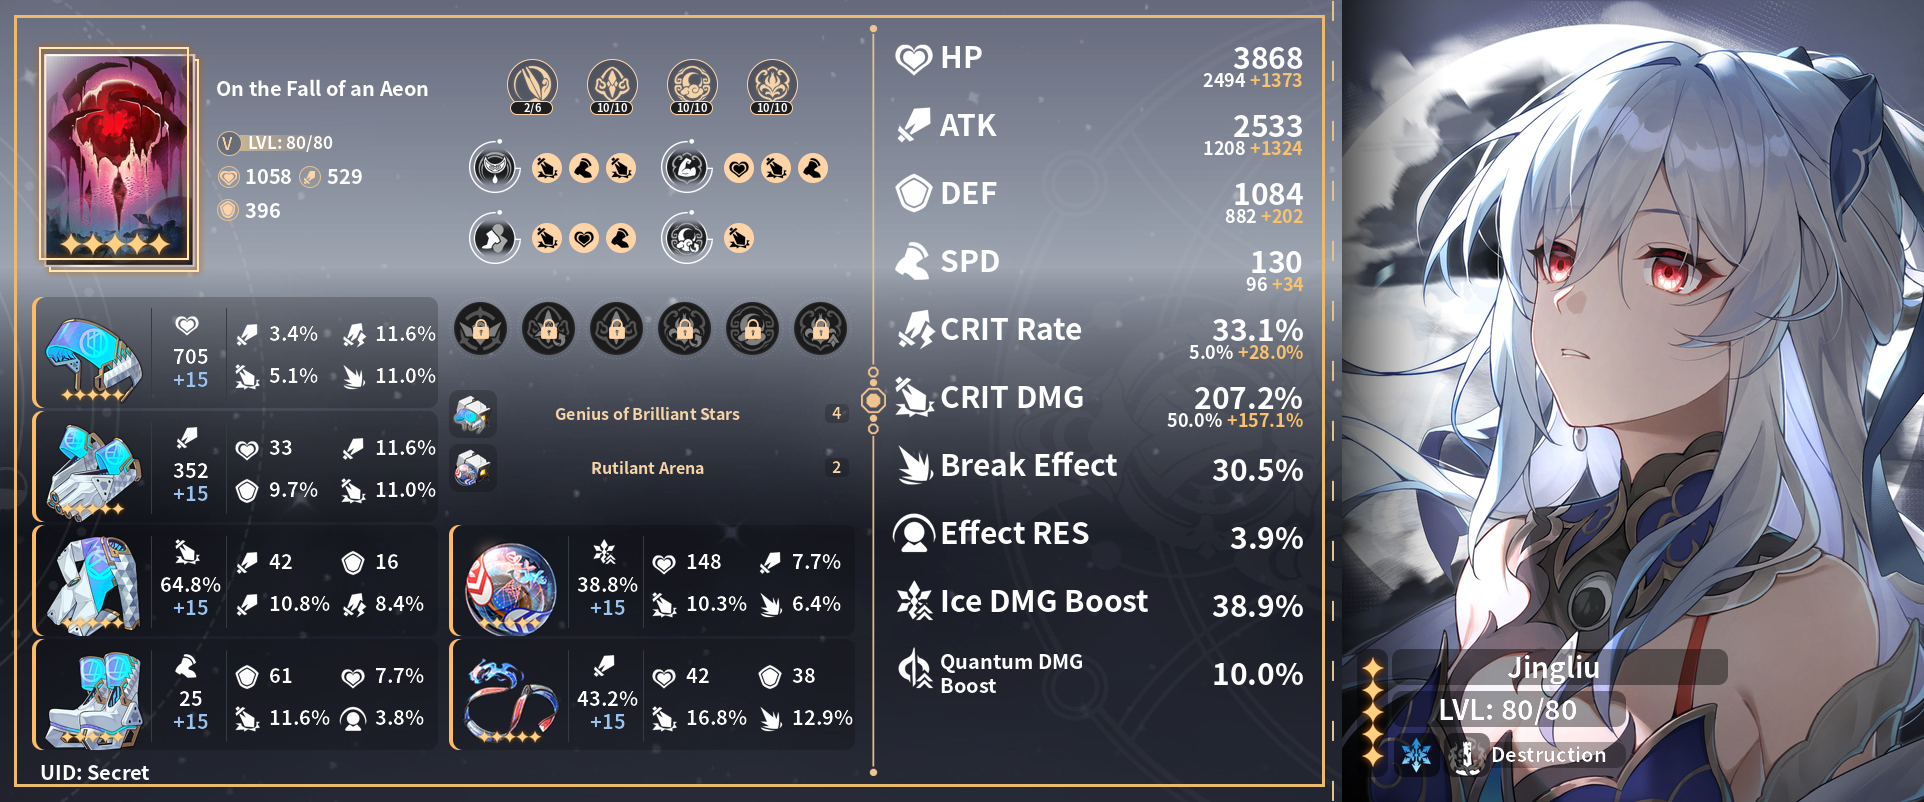 On the Fall of an Aeon
V LVL: 80/80
1058 529
396
2/6 10/10 10/10 10/10
705
+15
3.4% 11.6%
5.1% 11.0%
352
+15
33 11.6%
9.7% 11.0%
64.8%
+15
42 16
10.8% 8.4%
25
+15
61 7.7%
11.6% 3.8%
UID: Secret
Genius of Brilliant Stars 4
Rutilant Arena 2
38.8%
+15
148 7.7%
10.3% 6.4%
43.2%
+15
42 38
16.8% 12.9%
HP 3868
2494 +1373
ATK 2533
1208 +1324
DEF 1084
882 +202
SPD 130
96 +34
CRIT Rate 33.1%
5.0% +28.0%
CRIT DMG 207.2%
50.0% +157.1%
Break Effect 30.5%
Effect RES 3.9%
Ice DMG Boost 38.9%
Quantum DMG
Boost 10.0%
Jingliu
LVL: 80/80
Destruction